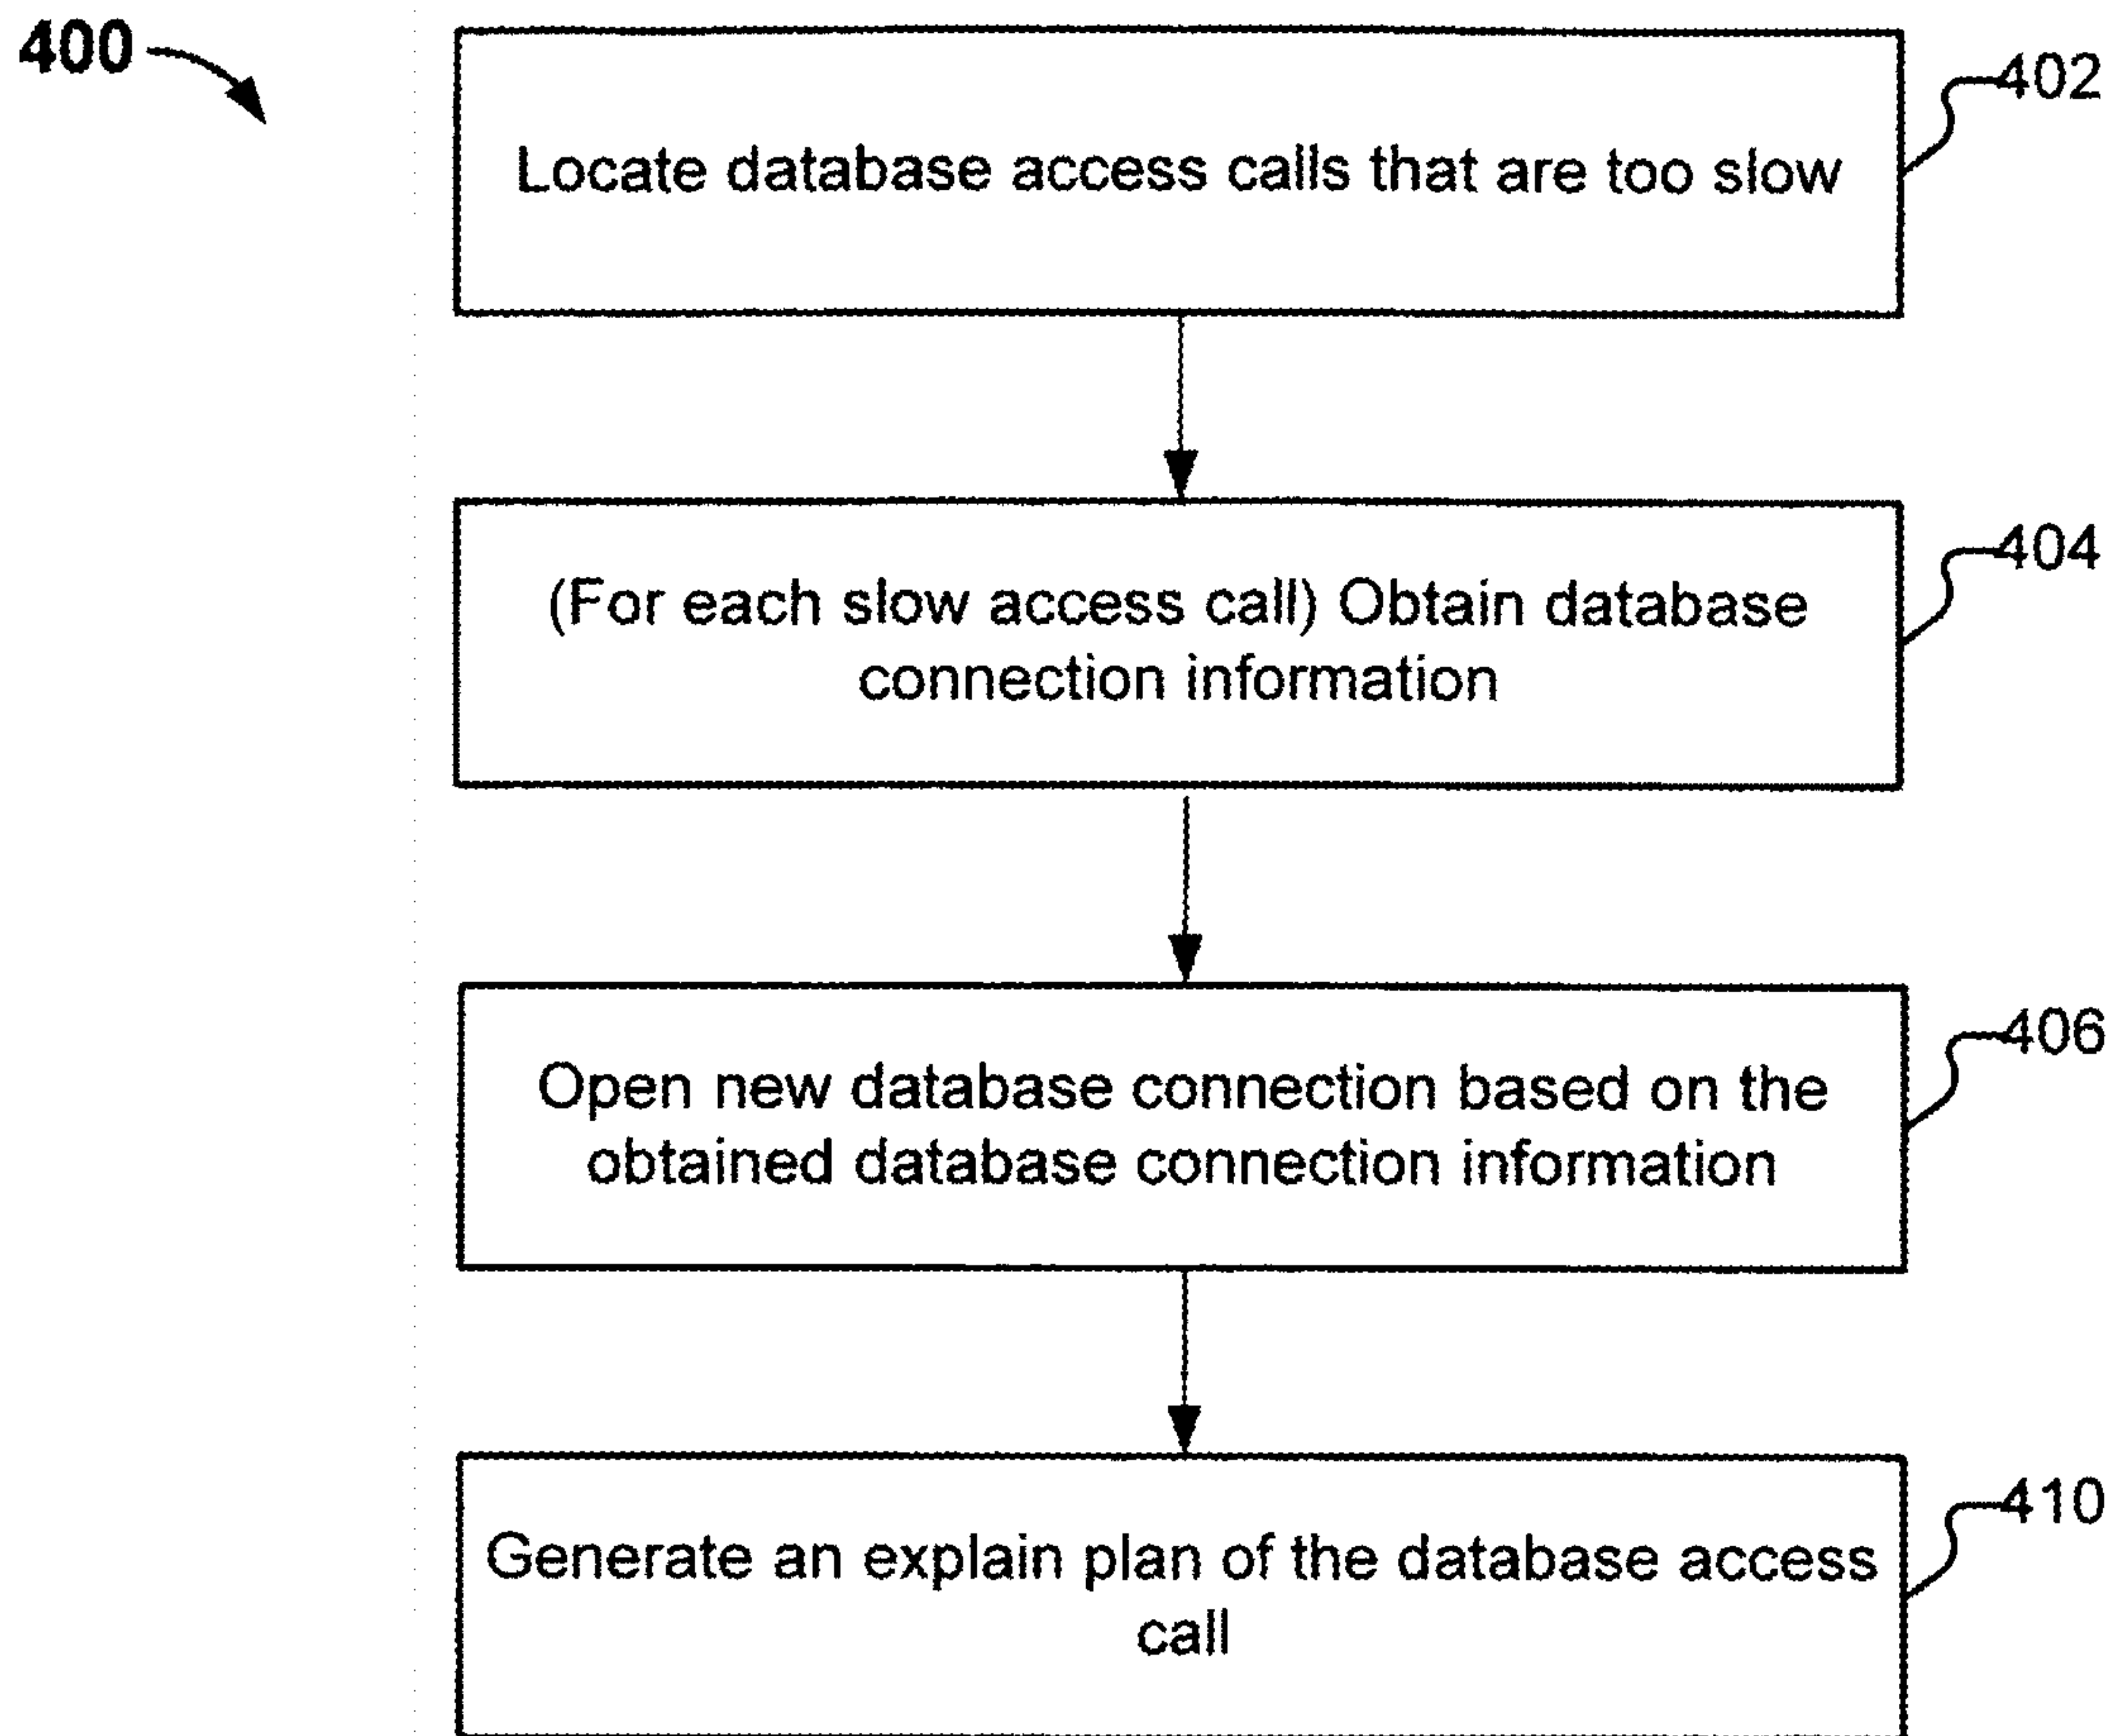 400
402
Locate database access calls that are too slow
404
(For each slow access call) Obtain database
connection information
406
Open new database connection based on the
obtained database connection information
410
Generate an explain plan of the database access
call